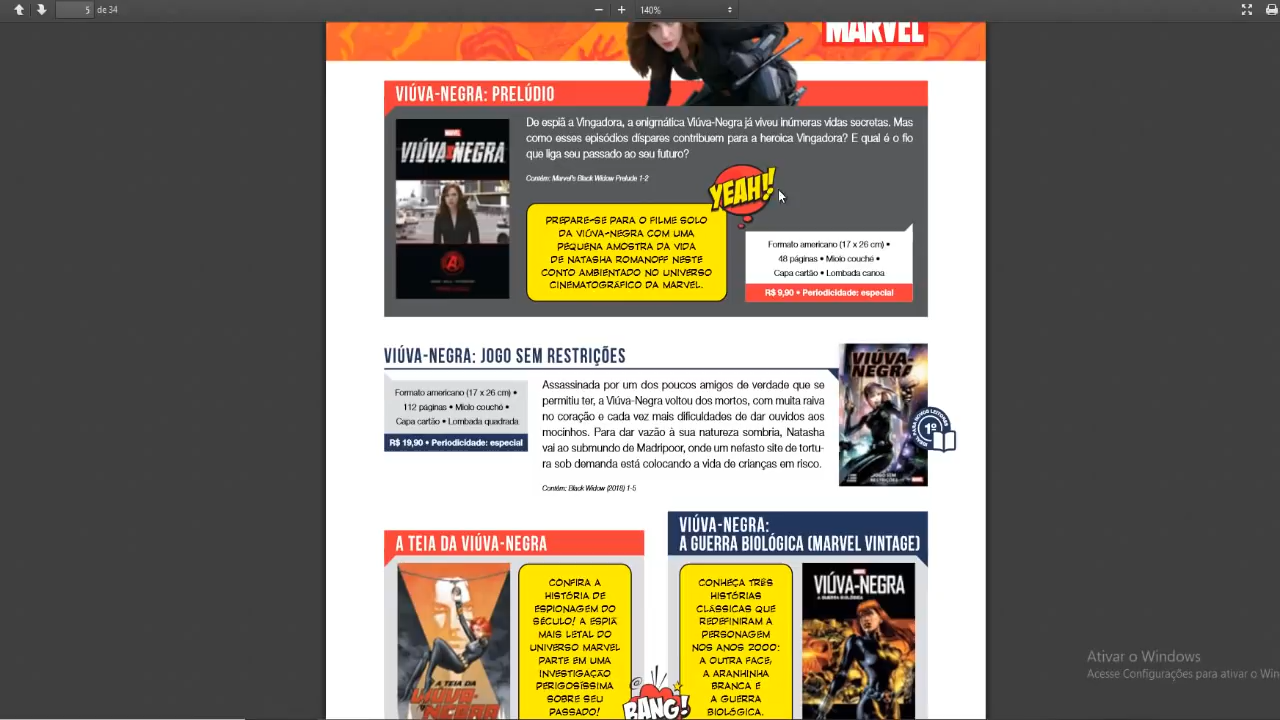 5 de 34
140%
MARVEL
VIÚVA-NEGRA: PRELÚDIO
De espiã a Vingadora, a enigmática Viúva-Negra já viveu inúmeras vidas secretas. Mas
como esses episódios díspares contribuem para a heroica Vingadora? E qual é o fio
que liga seu passado ao seu futuro?
Contém: Marvel's Black Widow Prelude 1-2
MARVEL
VIÚVA NEGRA
YEAH!!
PREPARE-SE PARA O FILME SOLO
DA VIÚVA-NEGRA COM UMA
PEQUENA AMOSTRA DA VIDA
DE NATASHA ROMANOFF NESTE
CONTO AMBIENTADO NO UNIVERSO
CINEMATOGRÁFICO DA MARVEL.
Formato americano (17 x 26 cm) •
48 páginas • Miolo couché •
Capa cartão • Lombada canoa
R$ 9,90 • Periodicidade: especial
VIÚVA-NEGRA: JOGO SEM RESTRIÇÕES
Formato americano (17 x 26 cm) •
112 páginas • Miolo couché •
Capa cartão • Lombada quadrada
R$ 19,90 • Periodicidade: especial
Assassinada por um dos poucos amigos de verdade que se
permitiu ter, a Viúva-Negra voltou dos mortos, com muita raiva
no coração e cada vez mais dificuldades de dar ouvidos aos
mocinhos. Para dar vazão à sua natureza sombria, Natasha
vai ao submundo de Madripoor, onde um nefasto site de tortu-
ra sob demanda está colocando a vida de crianças em risco.
Contém: Black Widow (2018) 1-5
VIÚVA-
NEGRA
JOGO SEM
RESTRIÇÕES
1º
A TEIA DA VIÚVA-NEGRA
A TEIA DA
VIÚVA-
NEGRA
CONFIRA A
HISTÓRIA DE
ESPIONAGEM DO
SÉCULO! A ESPIÃ
MAIS LETAL DO
UNIVERSO MARVEL
PARTE EM UMA
INVESTIGAÇÃO
PERIGOSÍSSIMA
SOBRE SEU
PASSADO!
BANG!
VIÚVA-NEGRA:
A GUERRA BIOLÓGICA (MARVEL VINTAGE)
CONHEÇA TRÊS
HISTÓRIAS
CLÁSSICAS QUE
REDEFINIRAM A
PERSONAGEM
NOS ANOS 2000:
A OUTRA FACE,
A ARANHINHA
BRANCA E
A GUERRA
BIOLÓGICA.
VIÚVA-NEGRA
A GUERRA BIOLÓGICA
Ativar o Windows
Acesse Configurações para ativar o Win